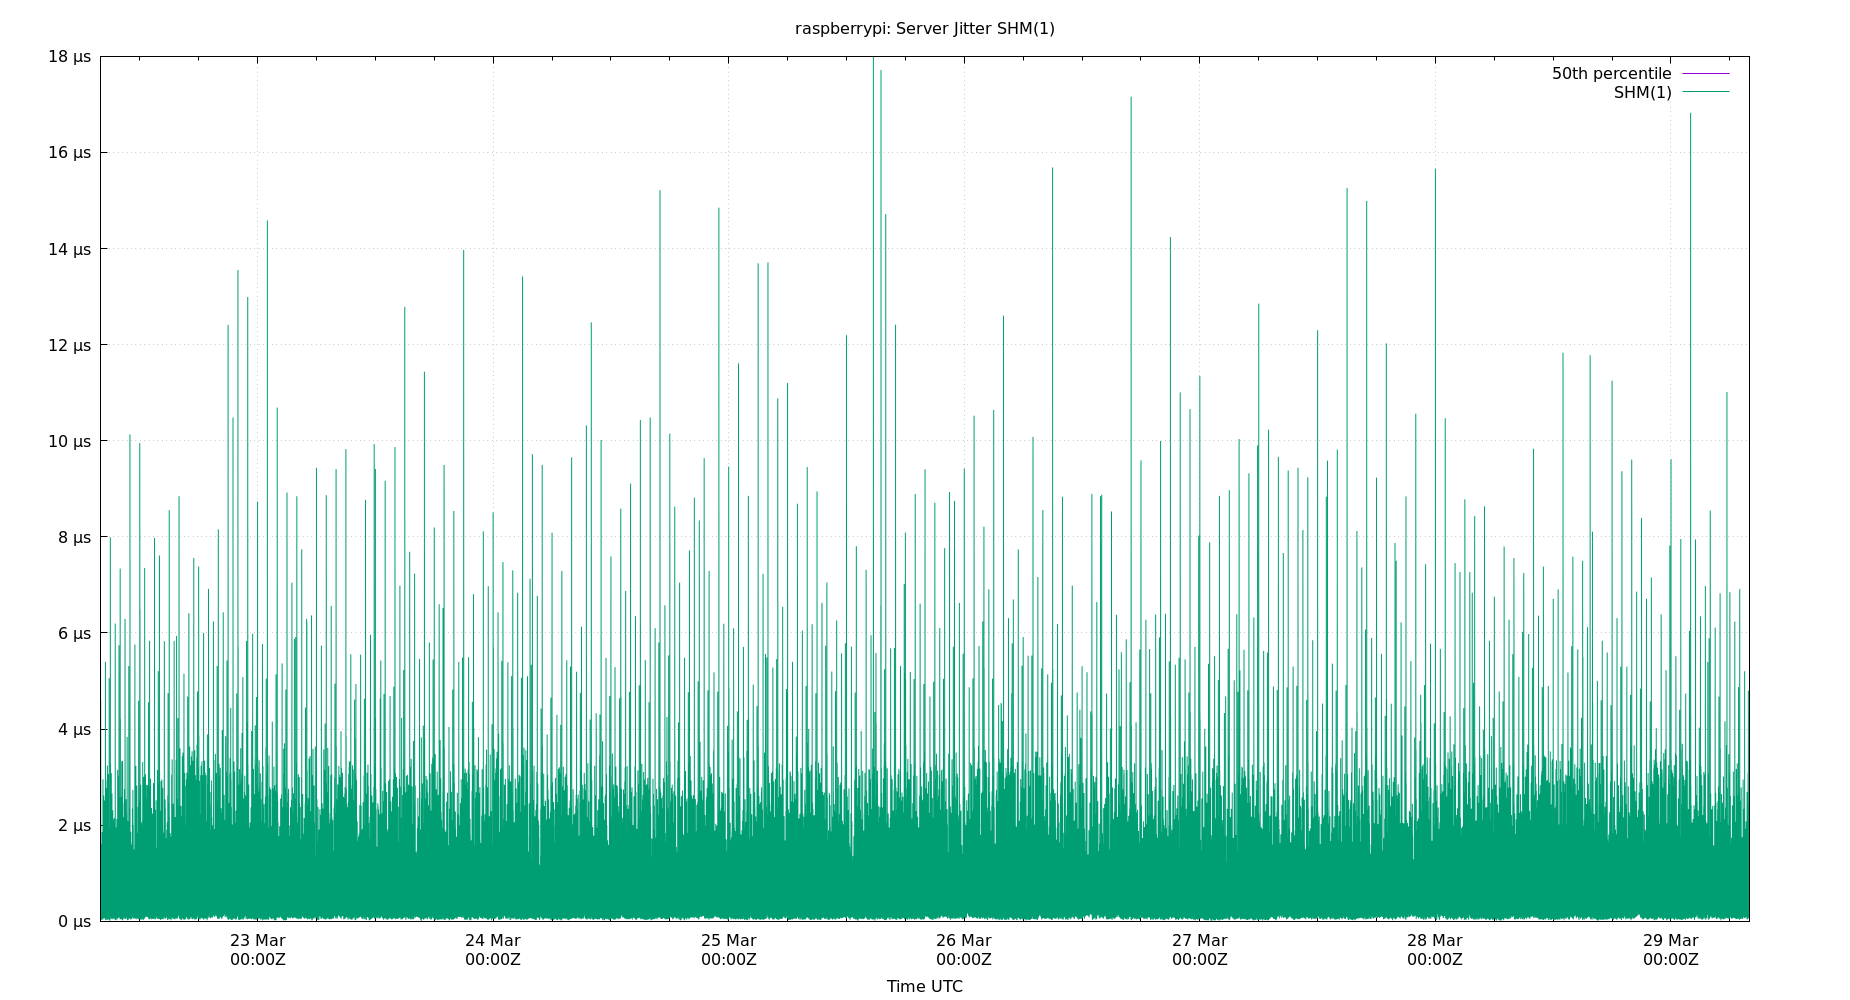 raspberrypi: Server Jitter SHM(1)
18 µs
16 µs
14 µs
12 µs
10 µs
8 µs
6 µs
4 µs
2 µs
0 µs
50th percentile
SHM(1)
23 Mar 24 Mar 25 Mar 26 Mar 27 Mar 28 Mar 29 Mar
00:00Z 00:00Z 00:00Z 00:00Z 00:00Z 00:00Z 00:00Z
Time UTC